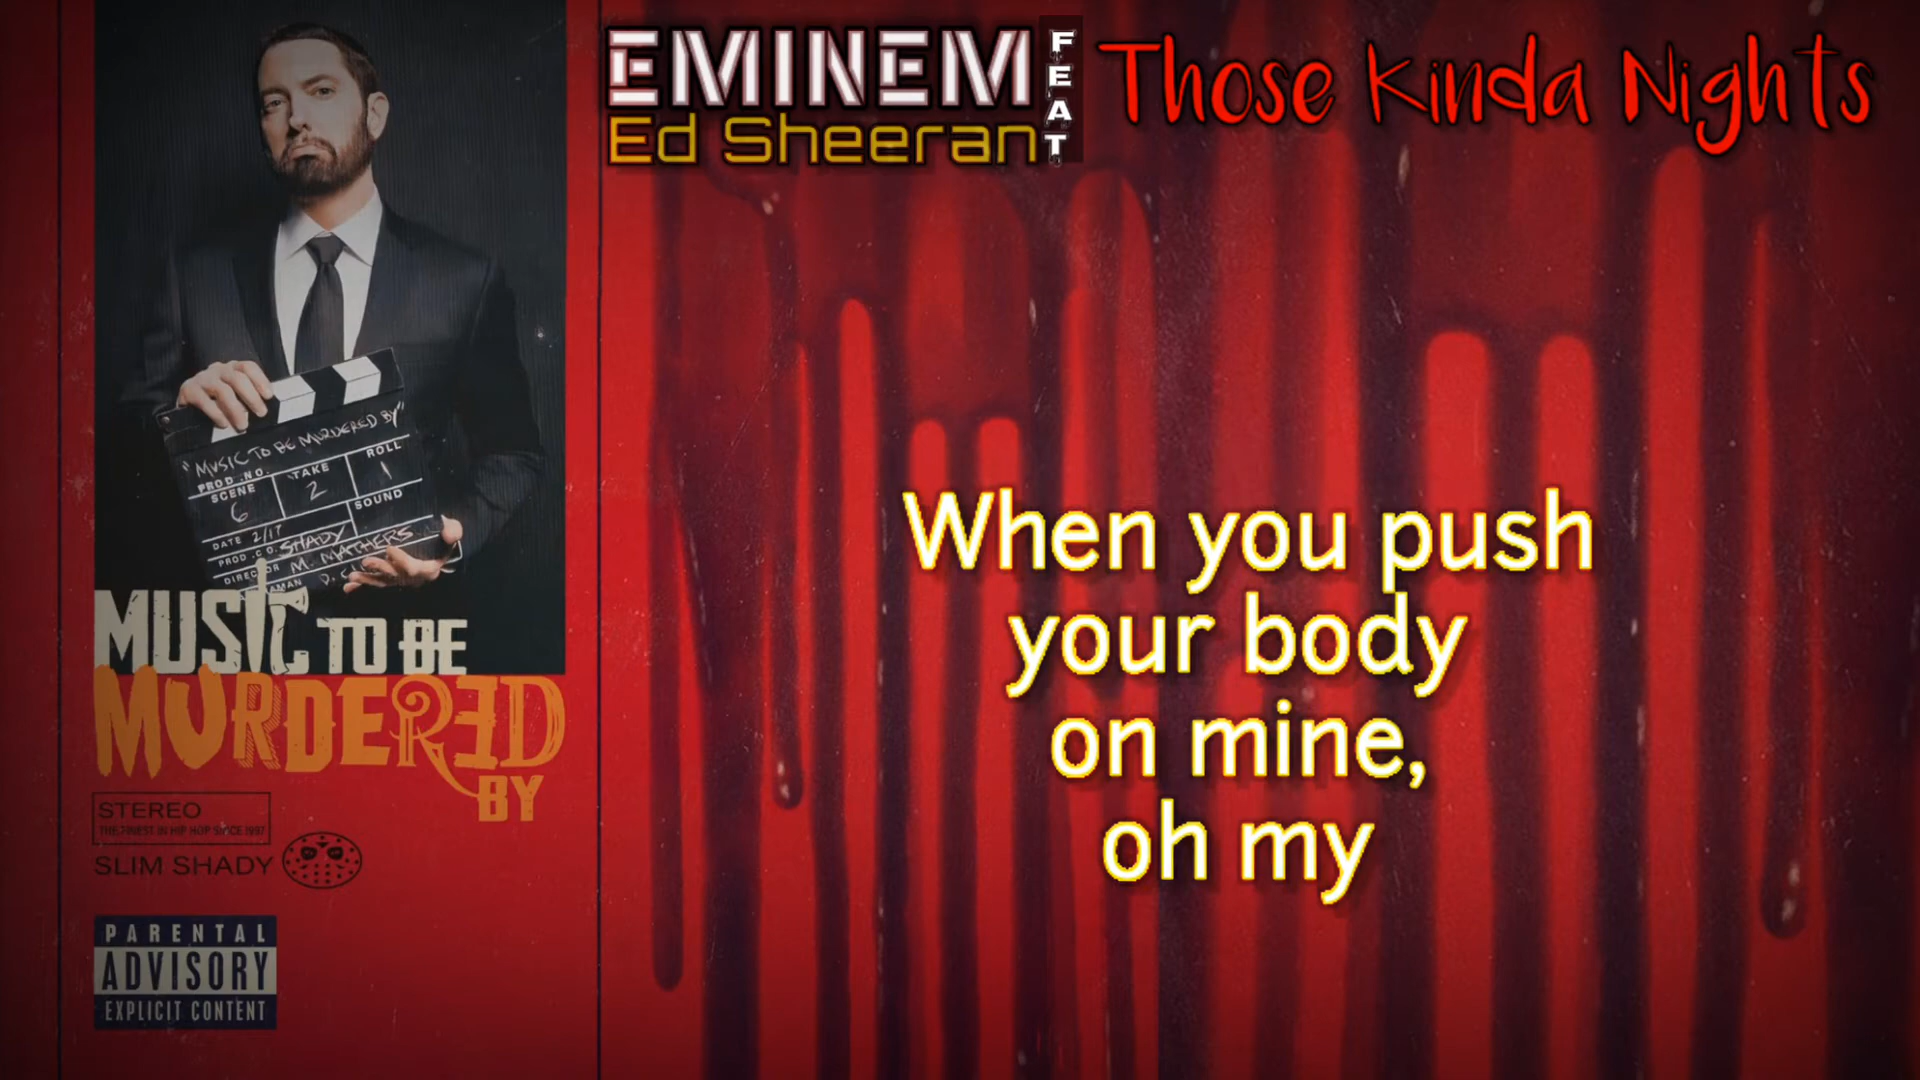 EMINEM
FEAT
Ed Sheeran
Those Kinda Nights
"MUSIC TO BE MURDERED BY"
PROD. NO.
SCENE
6
TAKE
2
ROLL
1
SOUND
DATE 2/17
PROD. CO. SHADY
DIRECTOR M. MATHERS
MUSIC TO BE
MURDERED
BY
STEREO
THE FINEST IN HIP HOP SINCE 1997
SLIM SHADY
PARENTAL
ADVISORY
EXPLICIT CONTENT
When you push
your body
on mine,
oh my